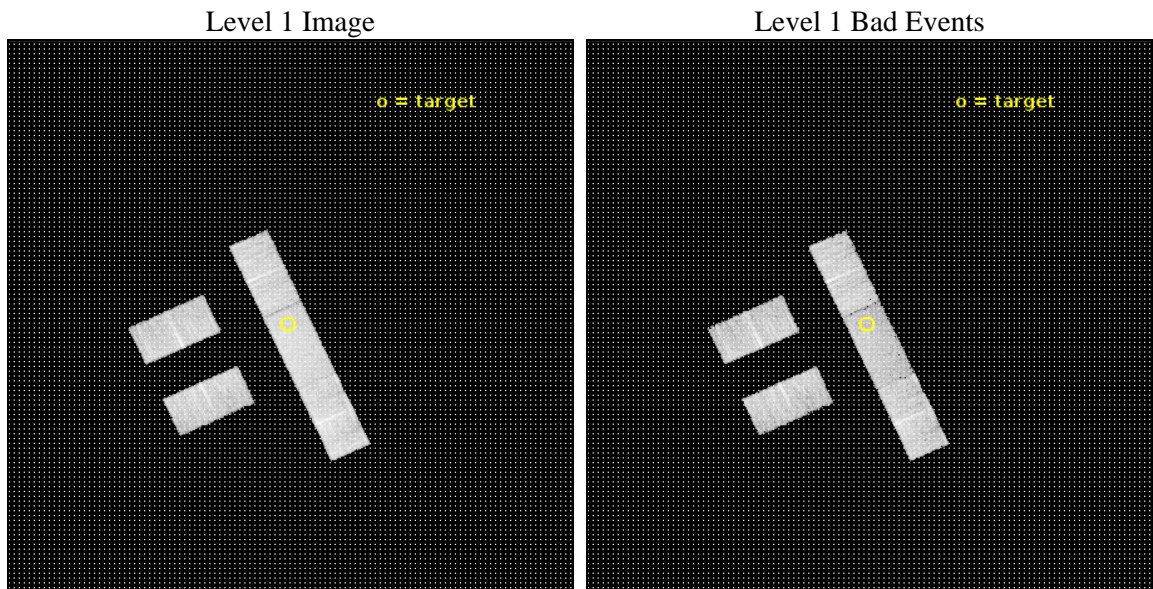 Level 1 Image
Level 1 Bad Events
o = target
o = target